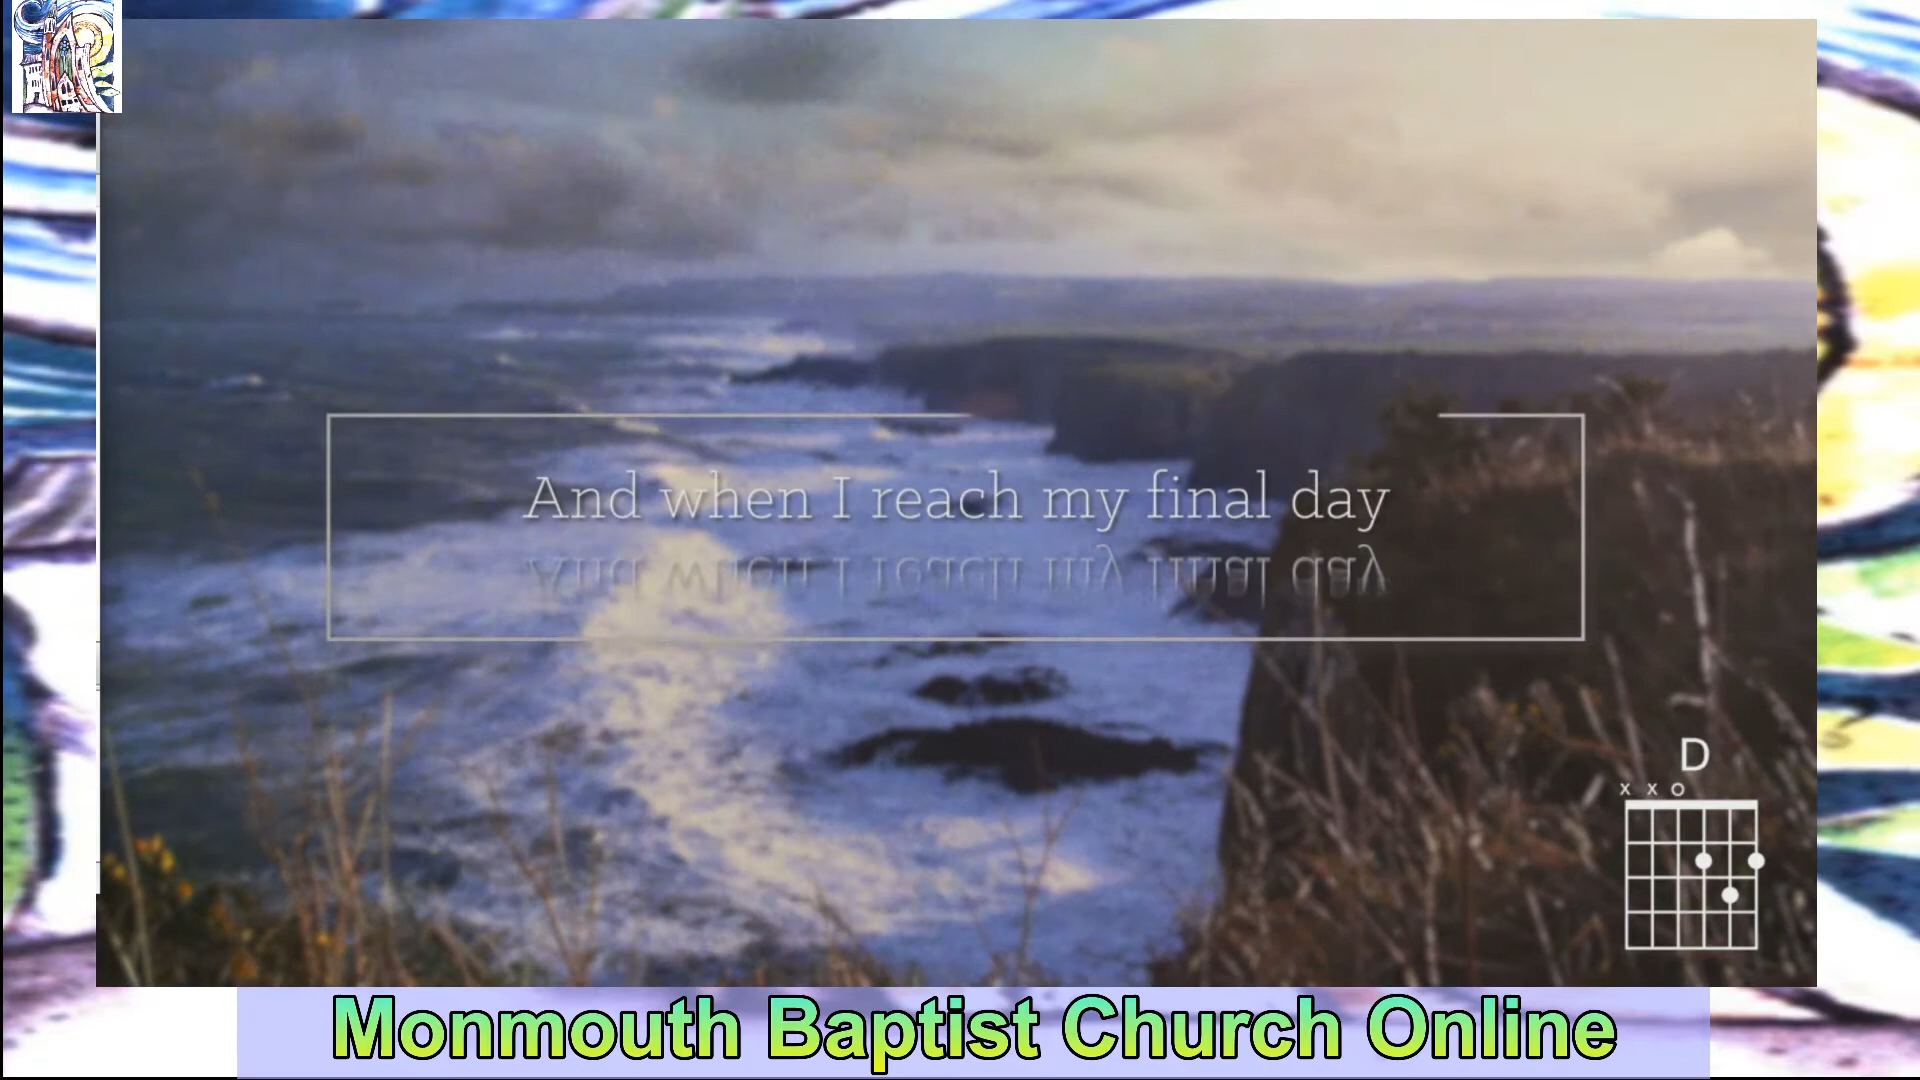 And when I reach my final day
D
x x o
Monmouth Baptist Church Online